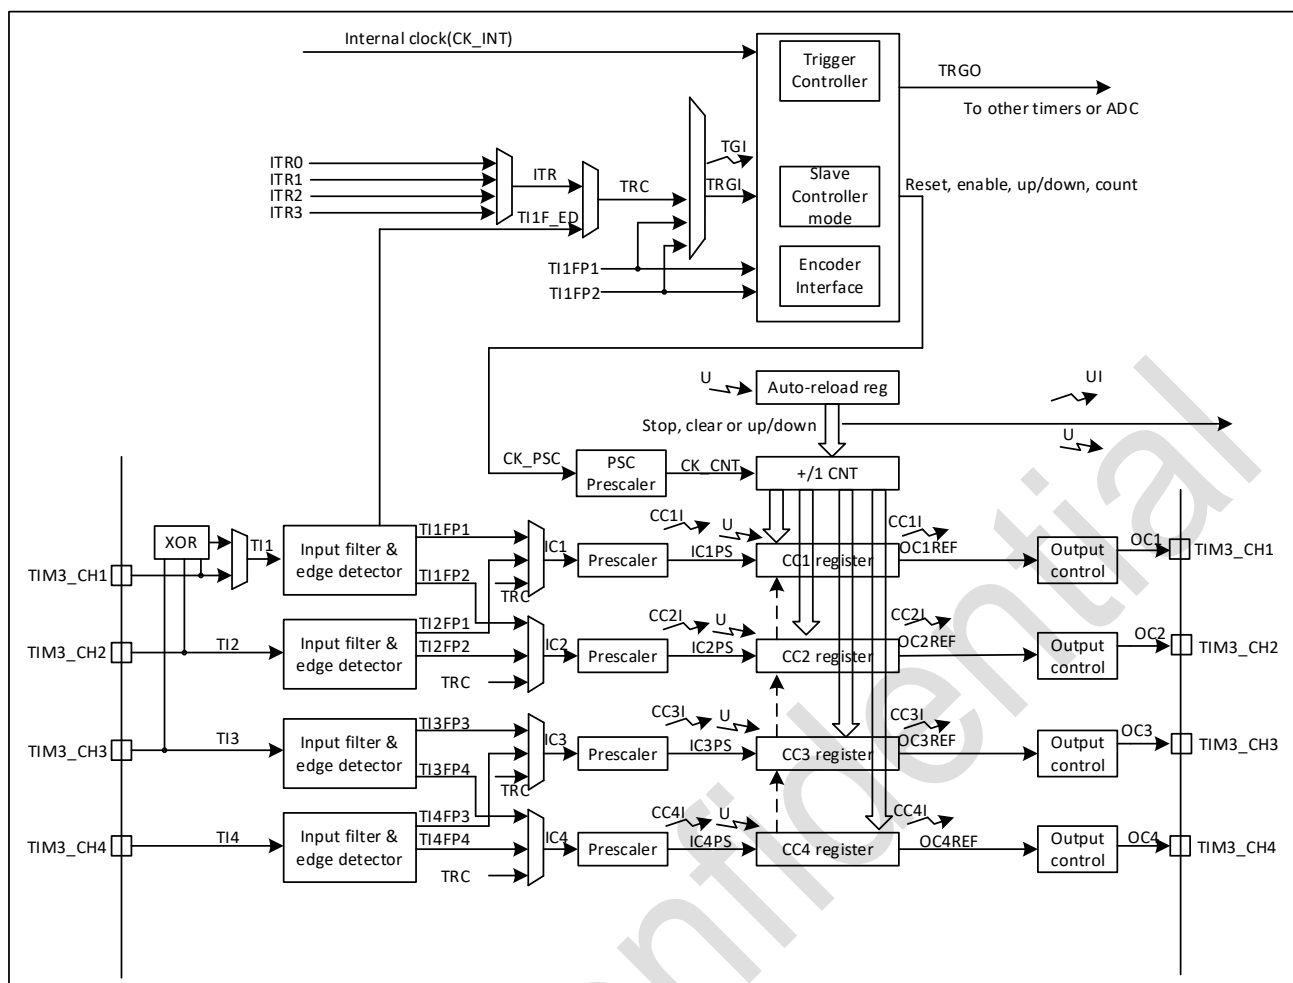 Internal clock(CK_INT)
Trigger
Controller
TRGO
To other timers or ADC
TGI
ITR0
ITR1
ITR2
ITR3
ITR
TRC
TRGI
Slave
Controller
mode
Reset, enable, up/down, count
TI1F_ED
TI1FP1
TI1FP2
Encoder
Interface
U
Auto-reload reg
UI
Stop, clear or up/down
U
CK_PSC
PSC
Prescaler
CK_CNT
+/1 CNT
XOR
TI1
Input filter &
edge detector
TI1FP1
TI1FP2
IC1
TRC
Prescaler
CC1I
U
IC1PS
CC1 register
CC1I
OC1REF
Output
control
OC1
TIM3_CH1
TIM3_CH1
TIM3_CH2
TI2
Input filter &
edge detector
TI2FP1
TI2FP2
TRC
IC2
Prescaler
CC2I
U
IC2PS
CC2 register
CC2I
OC2REF
Output
control
OC2
TIM3_CH2
TIM3_CH3
TI3
Input filter &
edge detector
TI3FP3
TI3FP4
IC3
TRC
Prescaler
CC3I
U
IC3PS
CC3 register
CC3I
OC3REF
Output
control
OC3
TIM3_CH3
TIM3_CH4
TI4
Input filter &
edge detector
TI4FP3
TI4FP4
TRC
IC4
Prescaler
CC4I
U
IC4PS
CC4 register
CC4I
OC4REF
Output
control
OC4
TIM3_CH4
nfidential